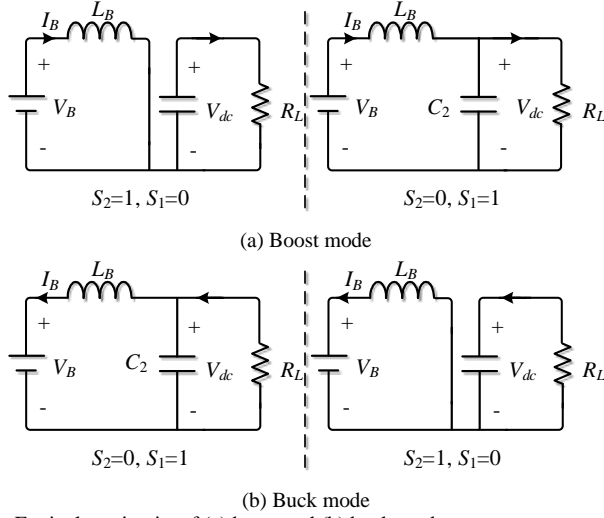 I_B L_B
+ + V_B V_dc R_L - -
S_2=1, S_1=0
I_B L_B
+ + V_B C_2 V_dc R_L - -
S_2=0, S_1=1
(a) Boost mode
I_B L_B
+ + V_B C_2 V_dc R_L - -
S_2=0, S_1=1
I_B L_B
+ + V_B V_dc R_L - -
S_2=1, S_1=0
(b) Buck mode